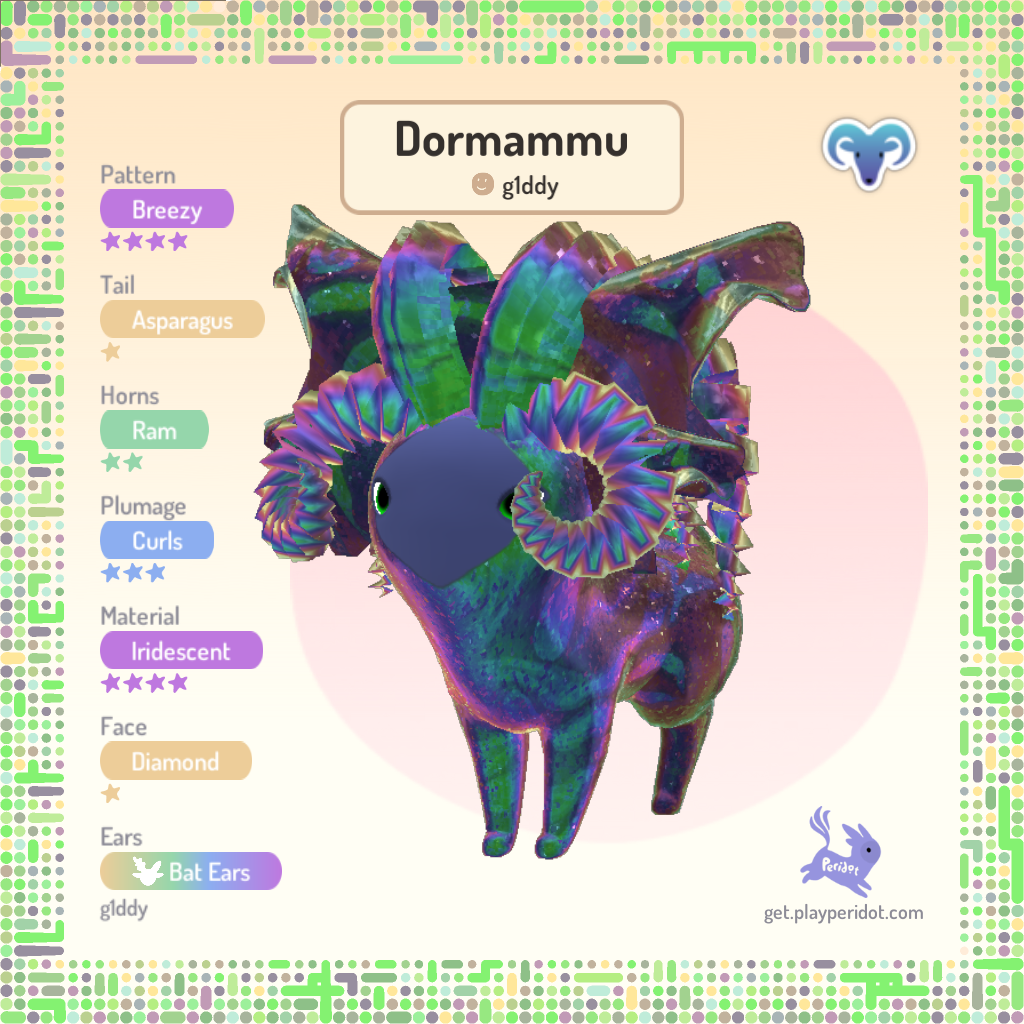 Dormammu
g1ddy
Pattern
Breezy
Tail
Asparagus
Horns
Ram
Plumage
Curls
Material
Iridescent
Face
Diamond
Ears
Bat Ears
g1ddy
Peridot
get.playperidot.com